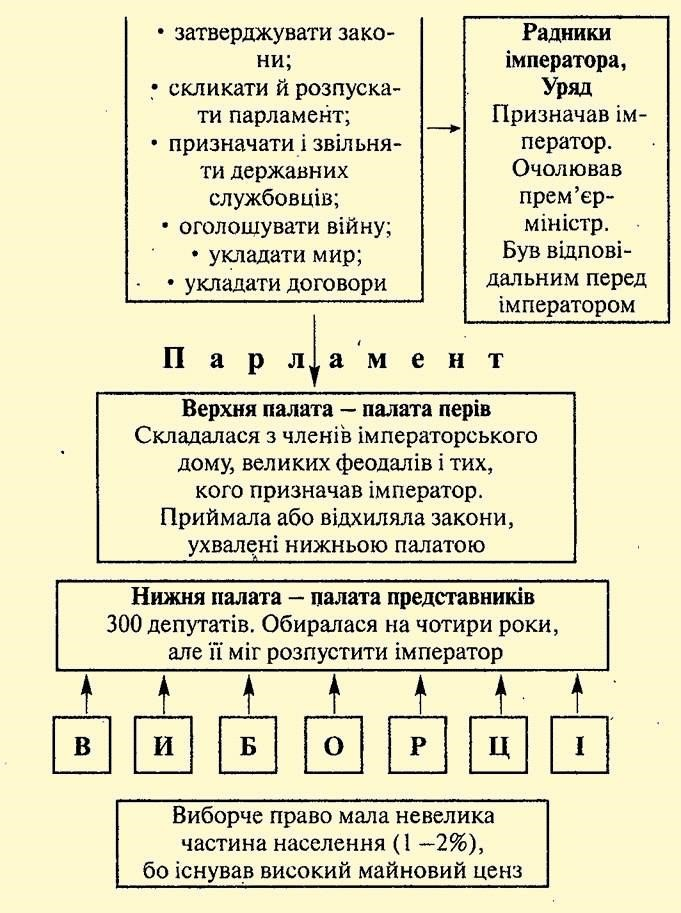 • затверджувати зако-
ни;
• скликати й розпуска-
ти парламент;
• призначати і звільня-
ти державних
службовців;
• оголошувати війну;
• укладати мир;
• укладати договори
Радники
імператора,
Уряд
Призначав ім-
ператор.
Очолював
прем’єр-
міністр.
Був відпові-
дальним перед
імператором
Парламент
Верхня палата – палата перів
Складалася з членів імператорського
дому, великих феодалів і тих,
кого призначав імператор.
Приймала або відхиляла закони,
ухвалені нижньою палатою
Нижня палата – палата представників
300 депутатів. Обиралася на чотири роки,
але її міг розпустити імператор
В И Б О Р Ц І
Виборче право мала невелика
частина населення (1 –2%),
бо існував високий майновий ценз